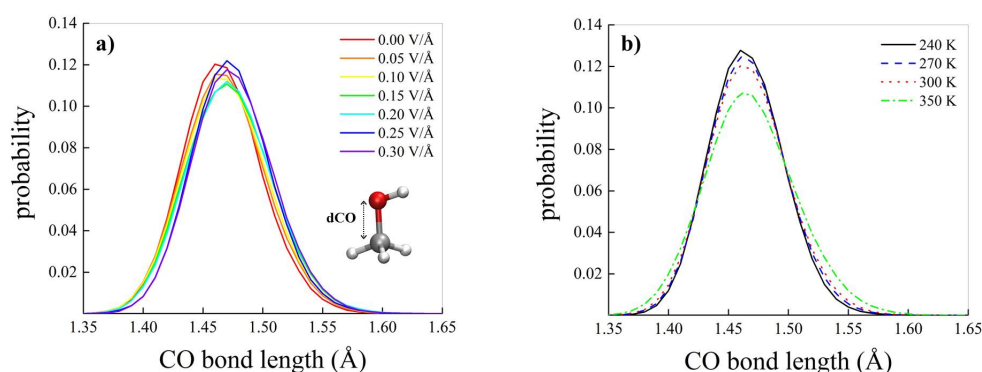 a)
probability
0.14
0.12
0.10
0.08
0.06
0.04
0.02
1.35 1.40 1.45 1.50 1.55 1.60 1.65
CO bond length (Å)
0.00 V/Å
0.05 V/Å
0.10 V/Å
0.15 V/Å
0.20 V/Å
0.25 V/Å
0.30 V/Å
dCO
b)
probability
0.14
0.12
0.10
0.08
0.06
0.04
0.02
1.35 1.40 1.45 1.50 1.55 1.60 1.65
CO bond length (Å)
240 K
270 K
300 K
350 K